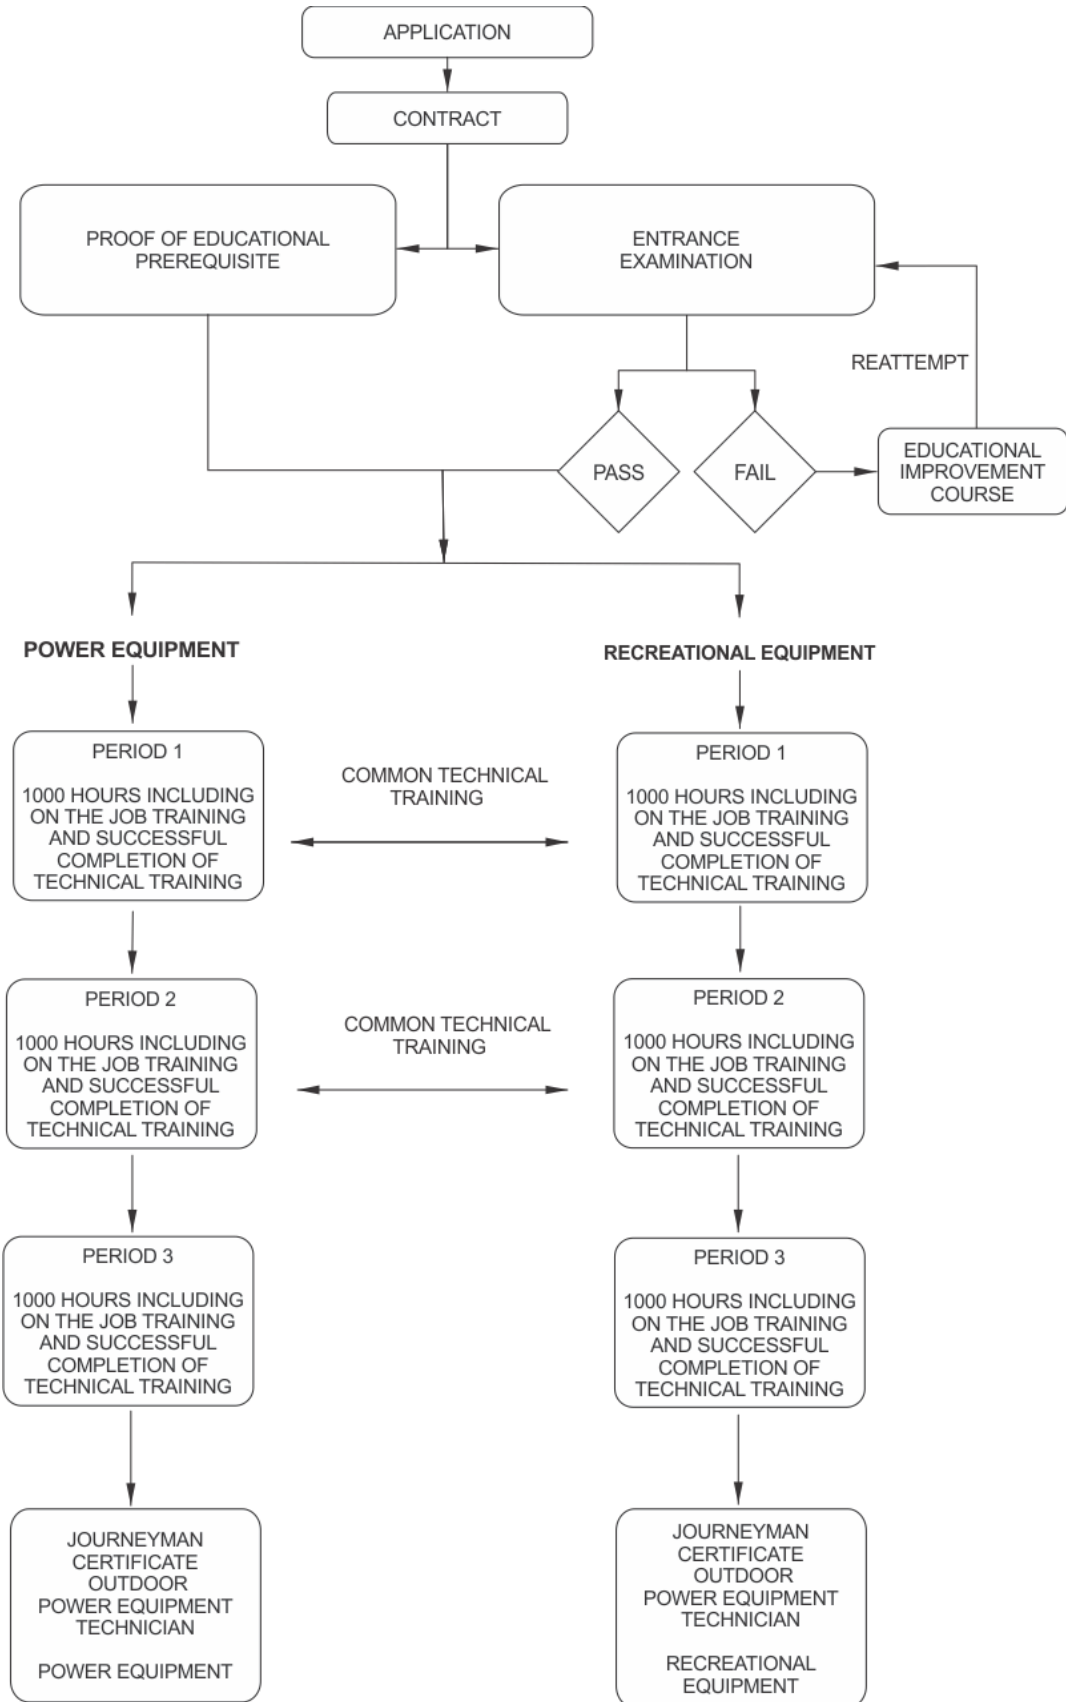 APPLICATION
CONTRACT
PROOF OF EDUCATIONAL
PREREQUISITE
ENTRANCE
EXAMINATION
REATTEMPT
PASS
FAIL
EDUCATIONAL
IMPROVEMENT
COURSE
POWER EQUIPMENT
RECREATIONAL EQUIPMENT
PERIOD 1
1000 HOURS INCLUDING
ON THE JOB TRAINING
AND SUCCESSFUL
COMPLETION OF
TECHNICAL TRAINING
COMMON TECHNICAL
TRAINING
PERIOD 1
1000 HOURS INCLUDING
ON THE JOB TRAINING
AND SUCCESSFUL
COMPLETION OF
TECHNICAL TRAINING
PERIOD 2
1000 HOURS INCLUDING
ON THE JOB TRAINING
AND SUCCESSFUL
COMPLETION OF
TECHNICAL TRAINING
COMMON TECHNICAL
TRAINING
PERIOD 2
1000 HOURS INCLUDING
ON THE JOB TRAINING
AND SUCCESSFUL
COMPLETION OF
TECHNICAL TRAINING
PERIOD 3
1000 HOURS INCLUDING
ON THE JOB TRAINING
AND SUCCESSFUL
COMPLETION OF
TECHNICAL TRAINING
PERIOD 3
1000 HOURS INCLUDING
ON THE JOB TRAINING
AND SUCCESSFUL
COMPLETION OF
TECHNICAL TRAINING
JOURNEYMAN
CERTIFICATE
OUTDOOR
POWER EQUIPMENT
TECHNICIAN
POWER EQUIPMENT
JOURNEYMAN
CERTIFICATE
OUTDOOR
POWER EQUIPMENT
TECHNICIAN
RECREATIONAL
EQUIPMENT